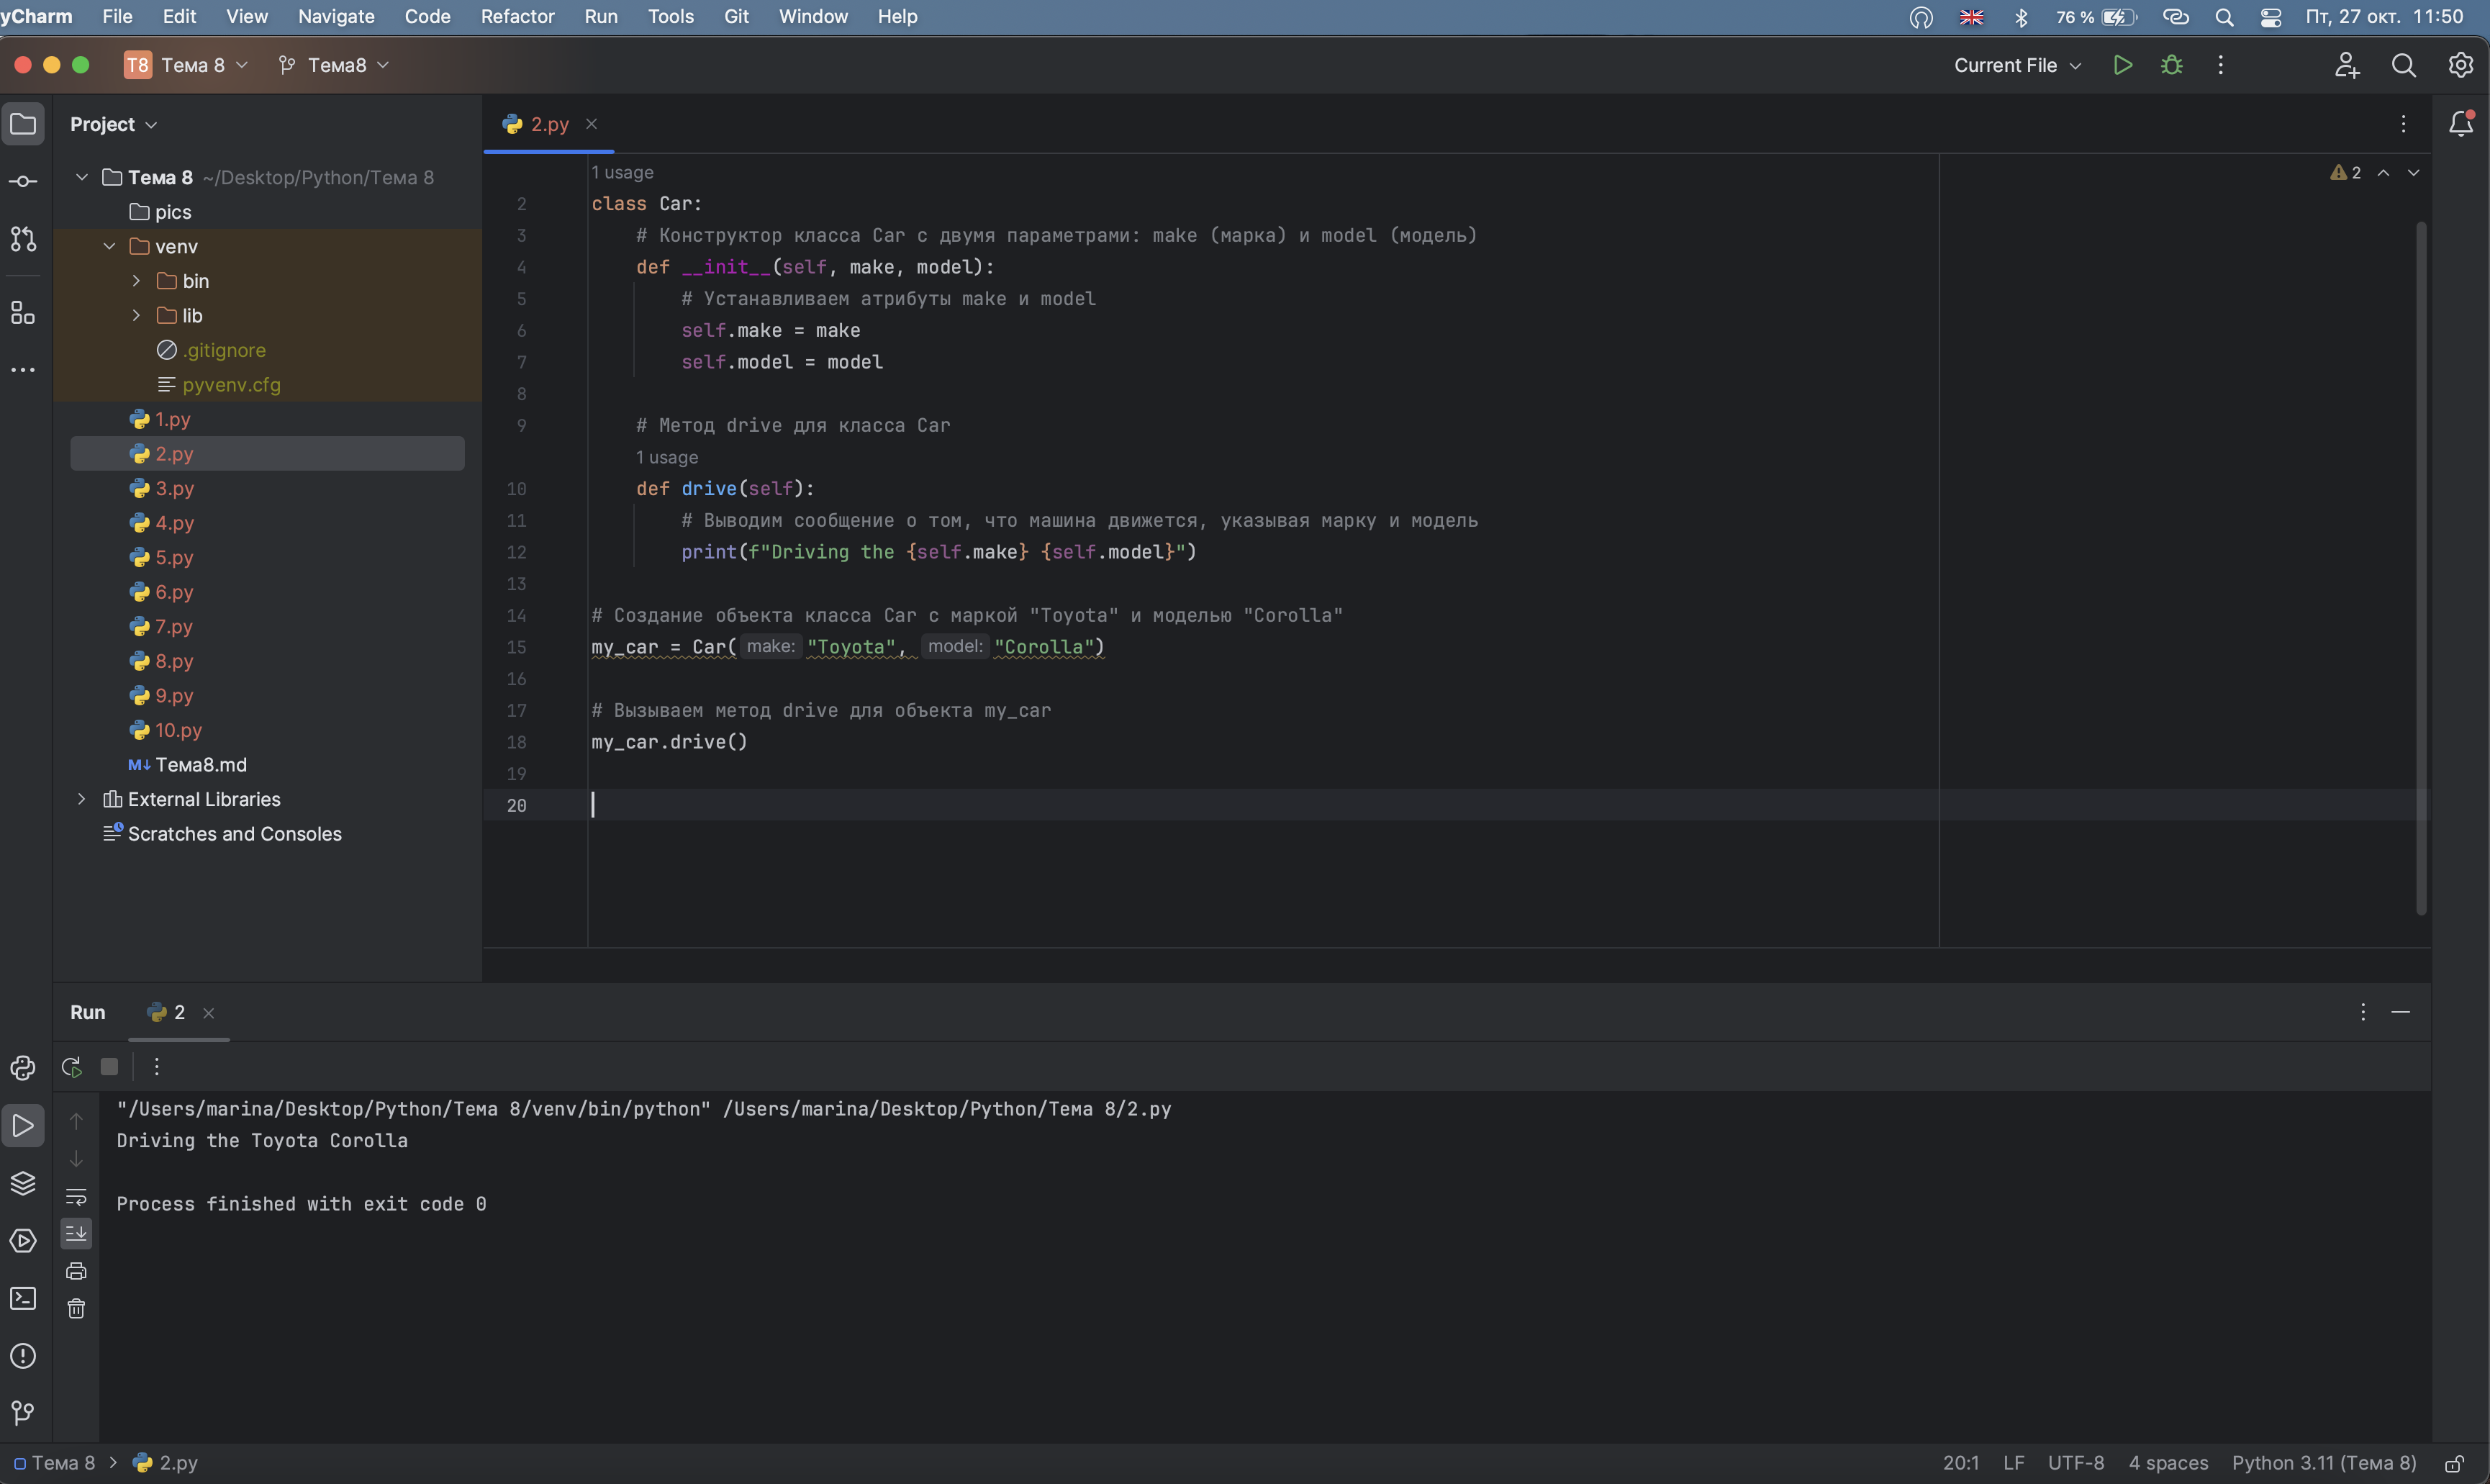 yCharm File Edit View Navigate Code Refactor Run Tools Git Window Help 76 % Пт, 27 окт. 11:50
T8 Тема 8 Тема8 Current File
Project
Тема 8 ~/Desktop/Python/Тема 8
pics
venv
bin
lib
.gitignore
pyvenv.cfg
1.py
2.py
3.py
4.py
5.py
6.py
7.py
8.py
9.py
10.py
M↓ Тема8.md
External Libraries
Scratches and Consoles
2.py
2
1 usage
2 class Car:
3 # Конструктор класса Car с двумя параметрами: make (марка) и model (модель)
4 def __init__(self, make, model):
5 # Устанавливаем атрибуты make и model
6 self.make = make
7 self.model = model
8
9 # Метод drive для класса Car
1 usage
10 def drive(self):
11 # Выводим сообщение о том, что машина движется, указывая марку и модель
12 print(f"Driving the {self.make} {self.model}")
13
14 # Создание объекта класса Car с маркой "Toyota" и моделью "Corolla"
15 my_car = Car( make: "Toyota", model: "Corolla")
16
17 # Вызываем метод drive для объекта my_car
18 my_car.drive()
19
20
Run 2
"/Users/marina/Desktop/Python/Тема 8/venv/bin/python" /Users/marina/Desktop/Python/Тема 8/2.py
Driving the Toyota Corolla
Process finished with exit code 0
Тема 8 > 2.py 20:1 LF UTF-8 4 spaces Python 3.11 (Тема 8)